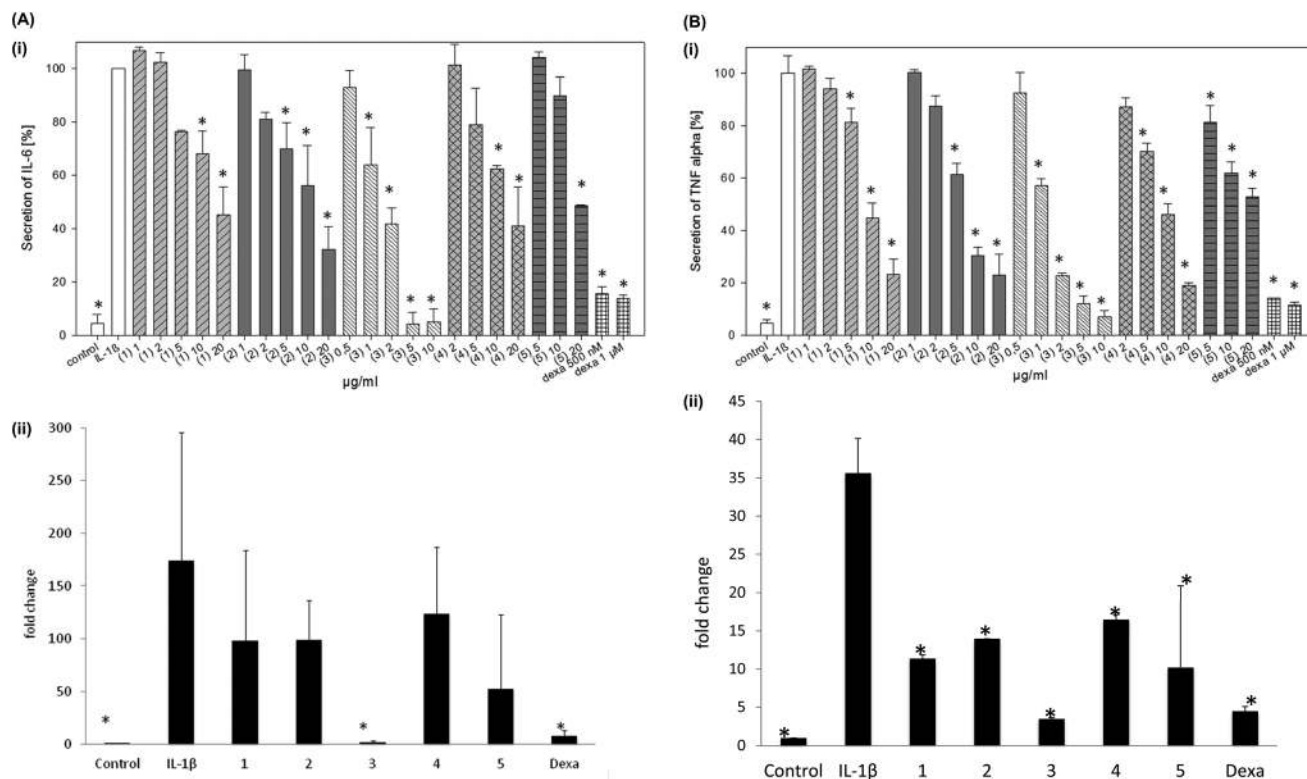 (A)
(i)
Secretion of IL-6 [%]
100
80
60
40
20
0
* * * * * * * * * * * * * * * *
control
IL-1ß
(1) 1
(1) 2
(1) 5
(1) 10
(1) 20
(2) 1
(2) 2
(2) 5
(2) 10
(2) 20
(3) 0,5
(3) 1
(3) 2
(3) 5
(3) 10
(4) 2
(4) 5
(4) 10
(4) 20
(5) 5
(5) 10
(5) 20
dexa 500 nM
dexa 1 µM
µg/ml
(ii)
fold change
300
250
200
150
100
50
0
* * *
Control IL-1β 1 2 3 4 5 Dexa
(B)
(i)
Secretion of TNF alpha [%]
100
80
60
40
20
0
* * * * * * * * * * * * * * * * * * *
control
IL-1ß
(1) 1
(1) 2
(1) 5
(1) 10
(1) 20
(2) 1
(2) 2
(2) 5
(2) 10
(2) 20
(3) 0,5
(3) 1
(3) 2
(3) 5
(3) 10
(4) 2
(4) 5
(4) 10
(4) 20
(5) 5
(5) 10
(5) 20
dexa 500 nM
dexa 1 µM
µg/ml
(ii)
fold change
45
40
35
30
25
20
15
10
5
0
* * * * * * *
Control IL-1β 1 2 3 4 5 Dexa